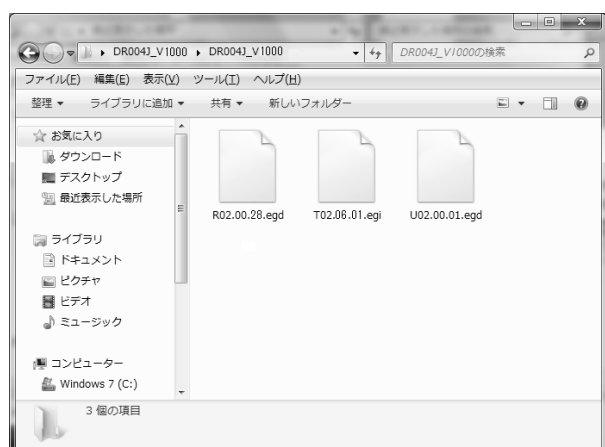 DR004J_V1000 ▸ DR004J_V1000
DR004J_V1000の検索
ファイル(F) 編集(E) 表示(V) ツール(T) ヘルプ(H)
整理 ライブラリに追加 共有 新しいフォルダー
お気に入り
ダウンロード
デスクトップ
最近表示した場所
ライブラリ
ドキュメント
ピクチャ
ビデオ
ミュージック
コンピューター
Windows 7 (C:)
R02.00.28.egd
T02.06.01.egi
U02.00.01.egd
3 個の項目